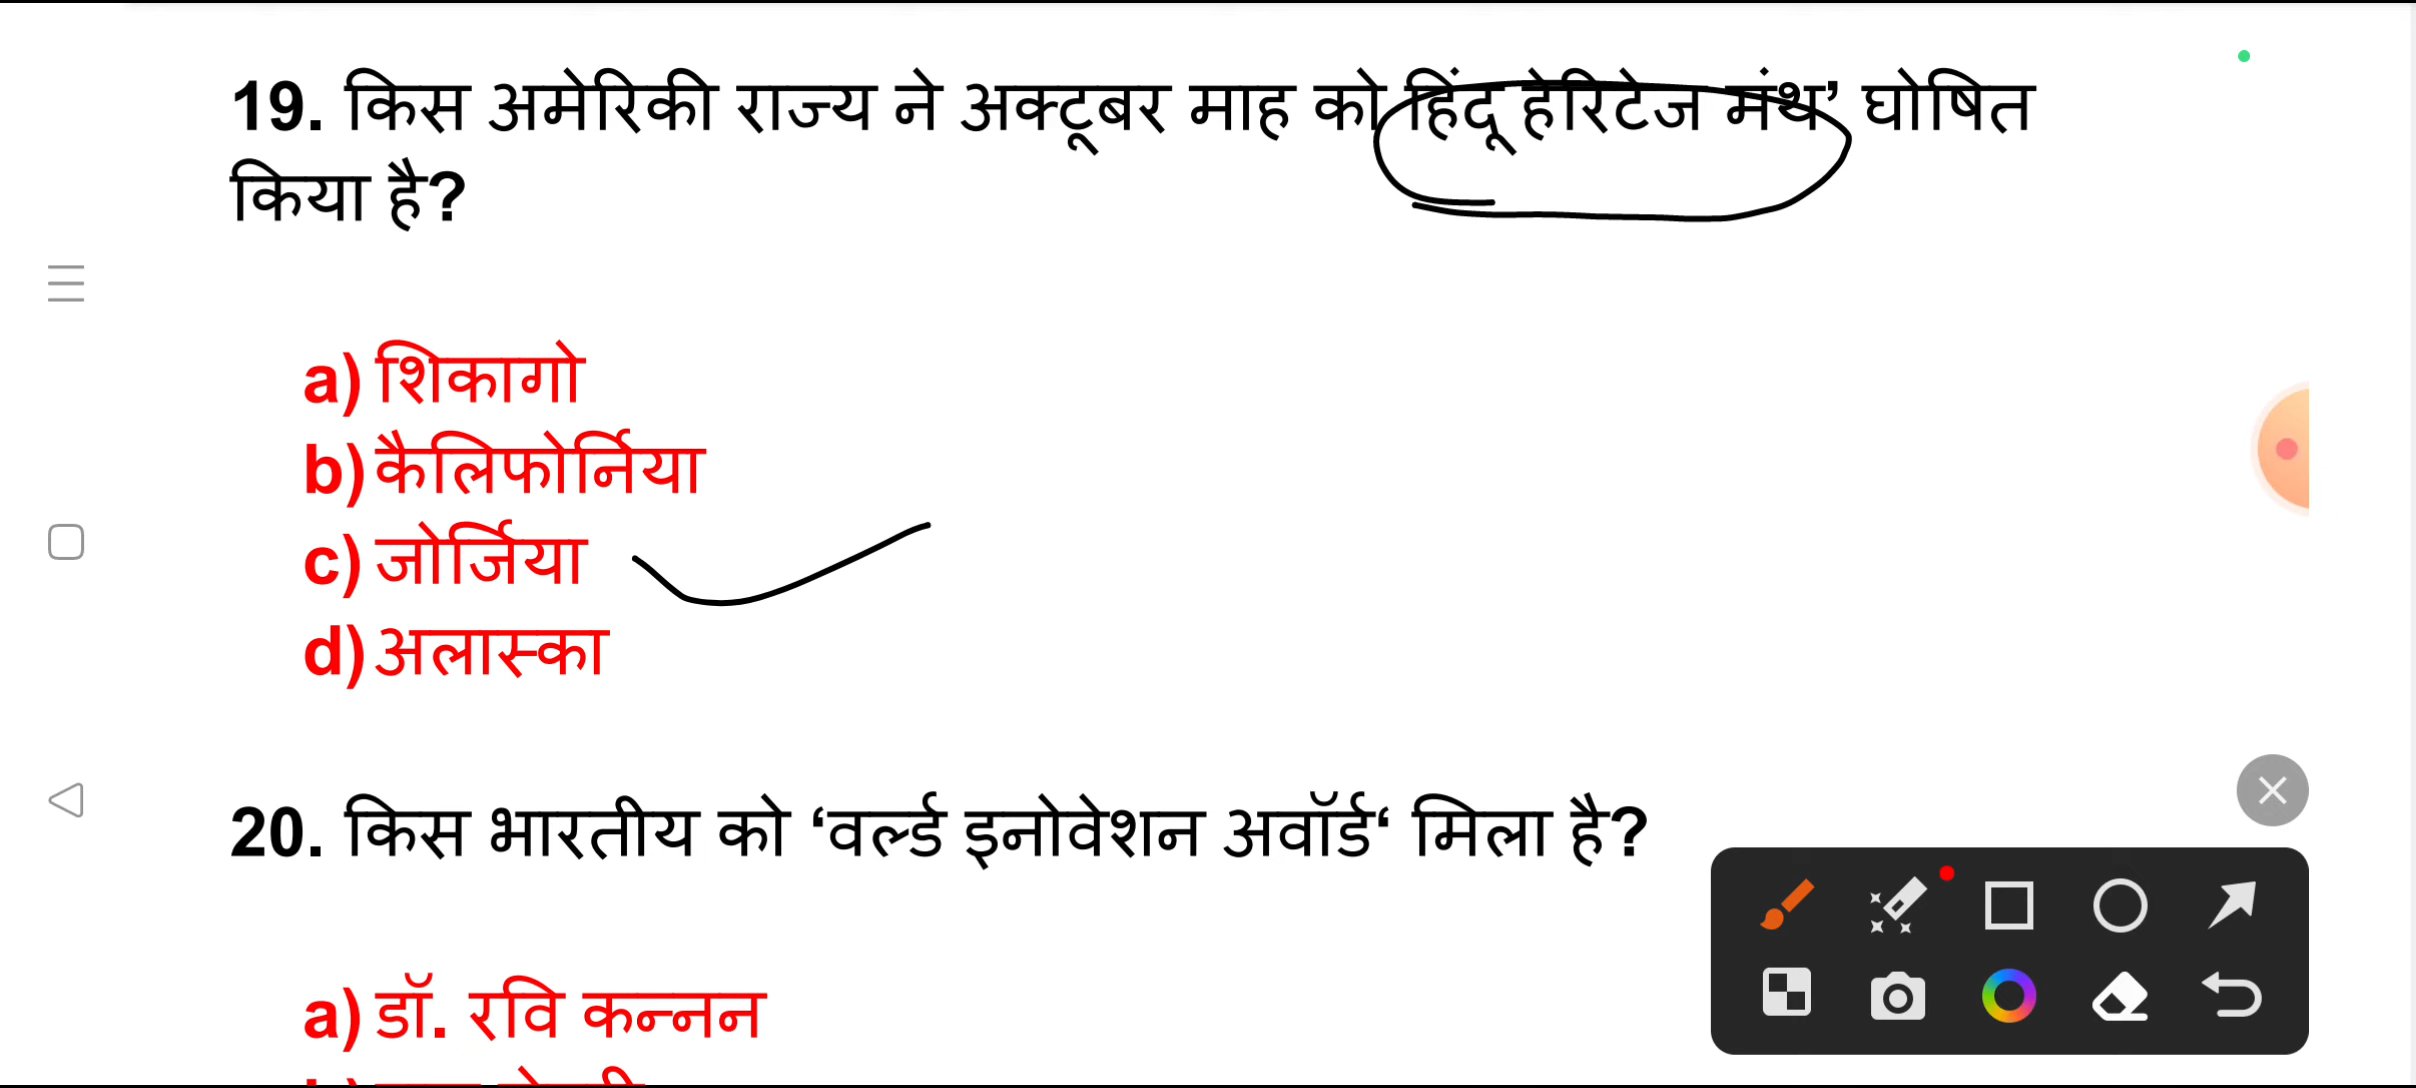 19. किस अमेरिकी राज्य ने अक्टूबर माह को हिंदू हेरिटेज मंथ’ घोषित
किया है?
a) शिकागो
b) कैलिफोर्निया
c) जोर्जिया
d) अलास्का
20. किस भारतीय को ‘वर्ल्ड इनोवेशन अवॉर्ड‘ मिला है?
a) डॉ. रवि कन्नन